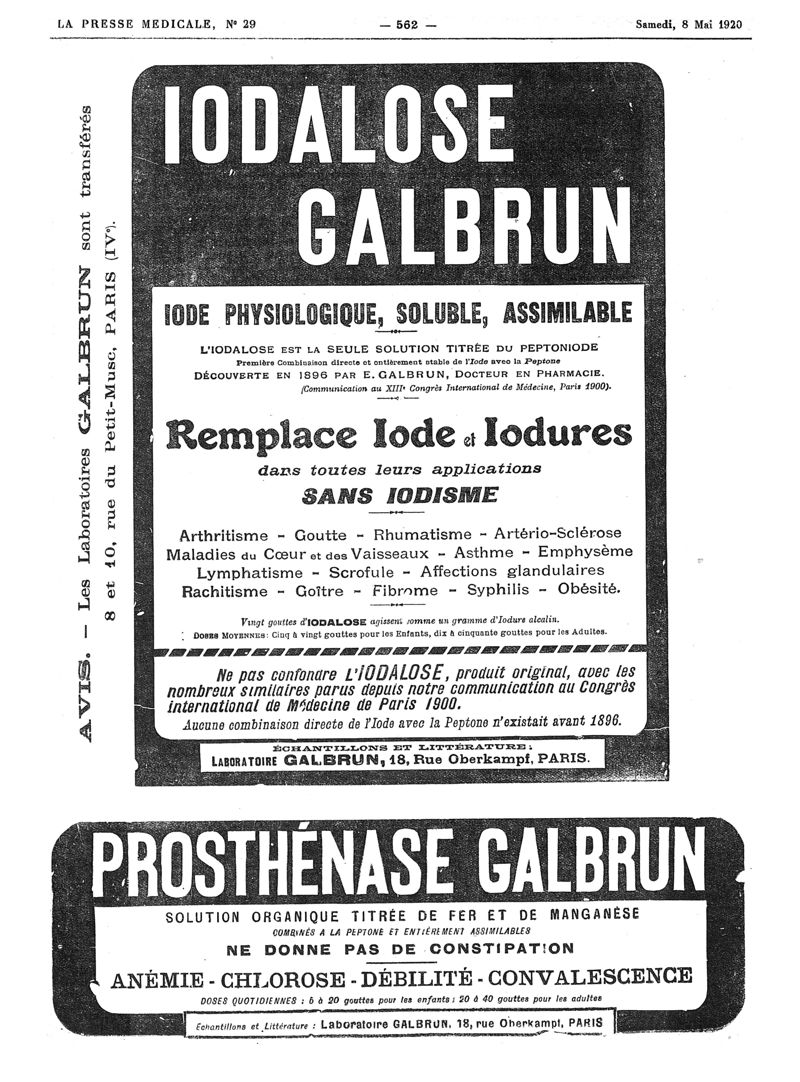 LA PRESSE MEDICALE, N° 29
— 562 —
Samedi, 8 Mai 1920
AVIS. — Les Laboratoires GALBRUN sont transférés
8 et 10, rue du Petit-Musc, PARIS (IVe).
IODALOSE
GALBRUN
IODE PHYSIOLOGIQUE, SOLUBLE, ASSIMILABLE
L'IODALOSE EST LA SEULE SOLUTION TITRÉE DU PEPTONIODE
Première Combinaison directe et entièrement stable de l'Iode avec la Peptone
DÉCOUVERTE EN 1896 PAR E. GALBRUN, DOCTEUR EN PHARMACIE.
(Communication au XIIIe Congrès International de Médecine, Paris 1900).
Remplace Iode et Iodures
dans toutes leurs applications
SANS IODISME
Arthritisme - Goutte - Rhumatisme - Artério-Sclérose
Maladies du Cœur et des Vaisseaux - Asthme - Emphysème
Lymphatisme - Scrofule - Affections glandulaires
Rachitisme - Goître - Fibrome - Syphilis - Obésité.
Vingt gouttes d'IODALOSE agissent comme un gramme d'Iodure alcalin.
DOSES MOYENNES: Cinq à vingt gouttes pour les Enfants, dix à cinquante gouttes pour les Adultes.
Ne pas confondre L'IODALOSE, produit original, avec les
nombreux similaires parus depuis notre communication au Congrès
international de Médecine de Paris 1900.
Aucune combinaison directe de l'Iode avec la Peptone n'existait avant 1896.
ÉCHANTILLONS ET LITTÉRATURE:
LABORATOIRE GALBRUN, 18, Rue Oberkampf, PARIS.
PROSTHÉNASE GALBRUN
SOLUTION ORGANIQUE TITRÉE DE FER ET DE MANGANÈSE
COMBINÉS A LA PEPTONE ET ENTIÈREMENT ASSIMILABLES
NE DONNE PAS DE CONSTIPATION
ANÉMIE - CHLOROSE - DÉBILITÉ - CONVALESCENCE
DOSES QUOTIDIENNES : 5 à 20 gouttes pour les enfants ; 20 à 40 gouttes pour les adultes
Echantillons et Littérature : Laboratoire GALBRUN, 18, rue Oberkampf, PARIS